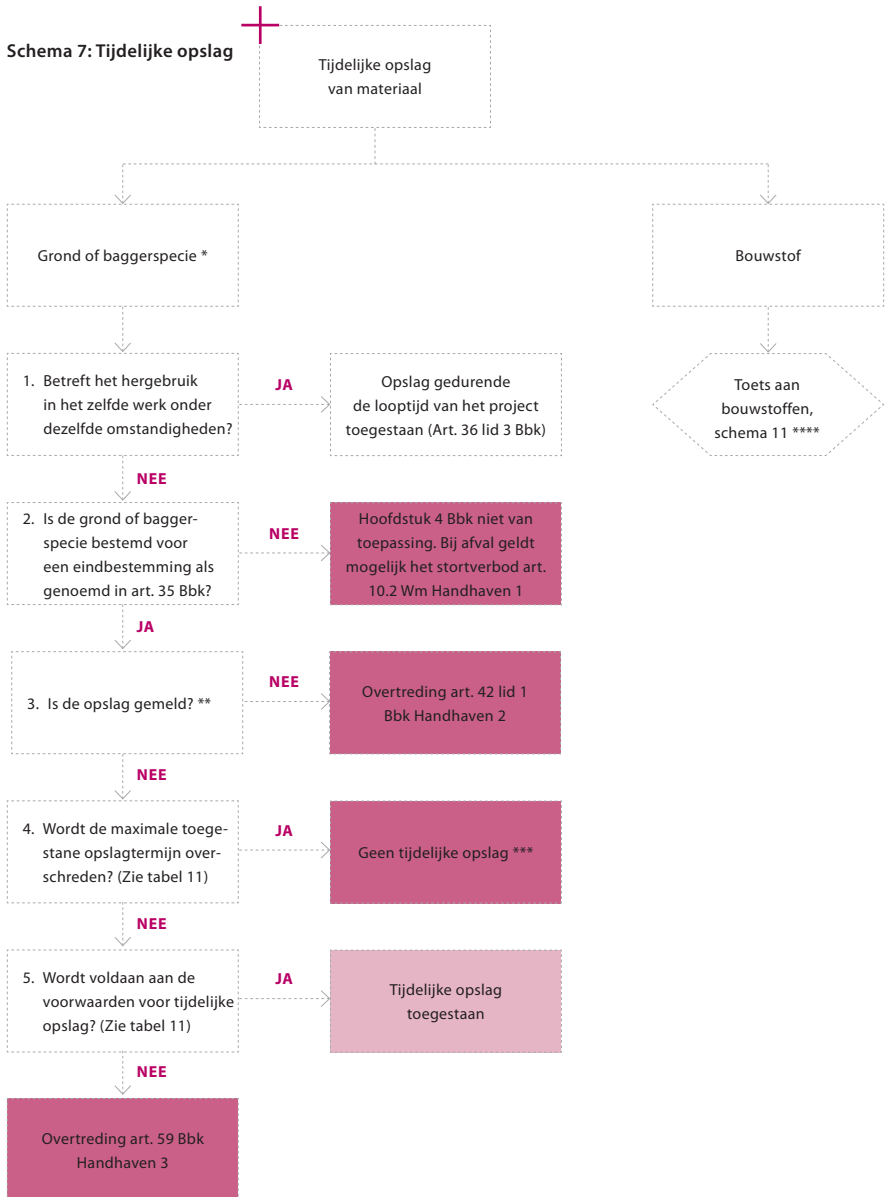 Schema 7: Tijdelijke opslag
Tijdelijke opslag
van materiaal
Grond of baggerspecie *
Bouwstof
1. Betreft het hergebruik
in het zelfde werk onder
dezelfde omstandigheden?
JA
Opslag gedurende
de looptijd van het project
toegestaan (Art. 36 lid 3 Bbk)
Toets aan
bouwstoffen,
schema 11 ****
NEE
2. Is de grond of bagger-
specie bestemd voor
een eindbestemming als
genoemd in art. 35 Bbk?
NEE
Hoofdstuk 4 Bbk niet van
toepassing. Bij afval geldt
mogelijk het stortverbod art.
10.2 Wm Handhaven 1
JA
3. Is de opslag gemeld? **
NEE
Overtreding art. 42 lid 1
Bbk Handhaven 2
NEE
4. Wordt de maximale toege-
stane opslagtermijn over-
schreden? (Zie tabel 11)
JA
Geen tijdelijke opslag ***
NEE
5. Wordt voldaan aan de
voorwaarden voor tijdelijke
opslag? (Zie tabel 11)
JA
Tijdelijke opslag
toegestaan
NEE
Overtreding art. 59 Bbk
Handhaven 3